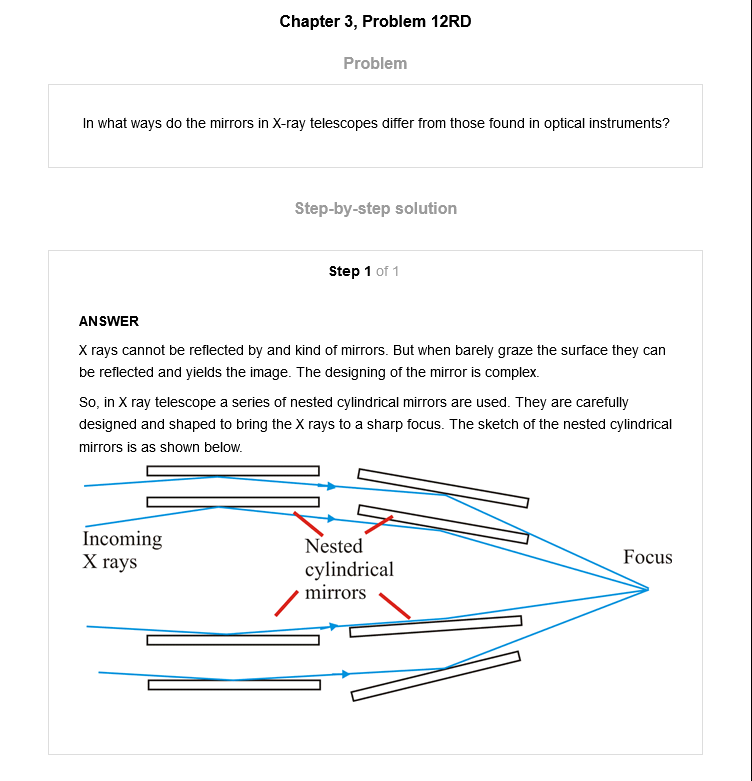 Chapter 3, Problem 12RD
Problem
In what ways do the mirrors in X-ray telescopes differ from those found in optical instruments?
Step-by-step solution
Step 1 of 1
ANSWER
X rays cannot be reflected by and kind of mirrors. But when barely graze the surface they can
be reflected and yields the image. The designing of the mirror is complex.
So, in X ray telescope a series of nested cylindrical mirrors are used. They are carefully
designed and shaped to bring the X rays to a sharp focus. The sketch of the nested cylindrical
mirrors is as shown below.
Incoming
X rays
Nested
cylindrical
mirrors
Focus